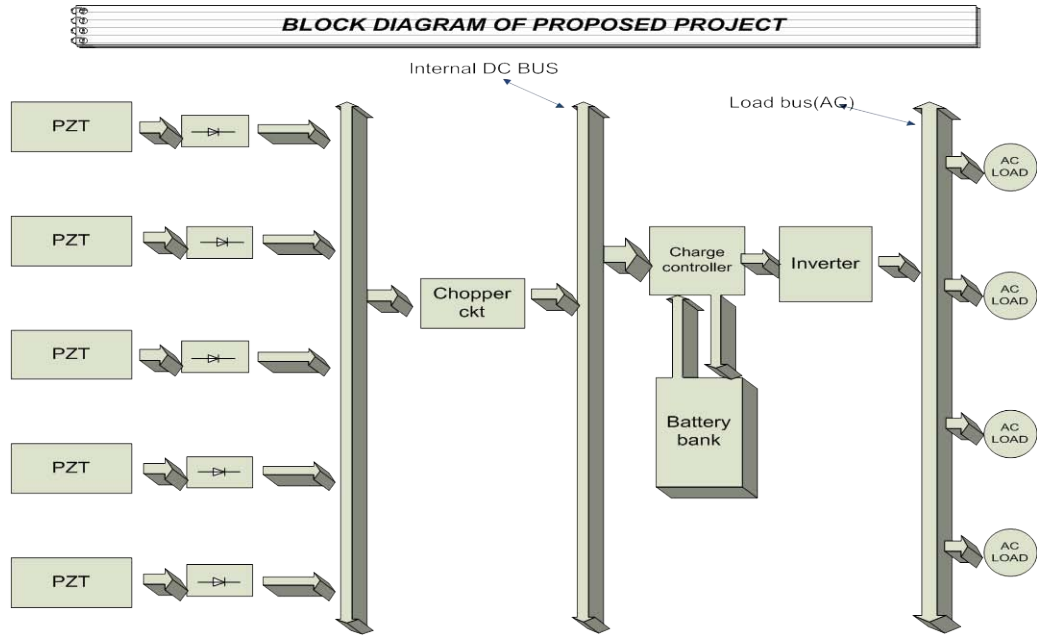 BLOCK DIAGRAM OF PROPOSED PROJECT
Internal DC BUS
Load bus(AC)
PZT
PZT
PZT
PZT
PZT
Chopper
ckt
Charge
controller
Inverter
Battery
bank
AC
LOAD
AC
LOAD
AC
LOAD
AC
LOAD